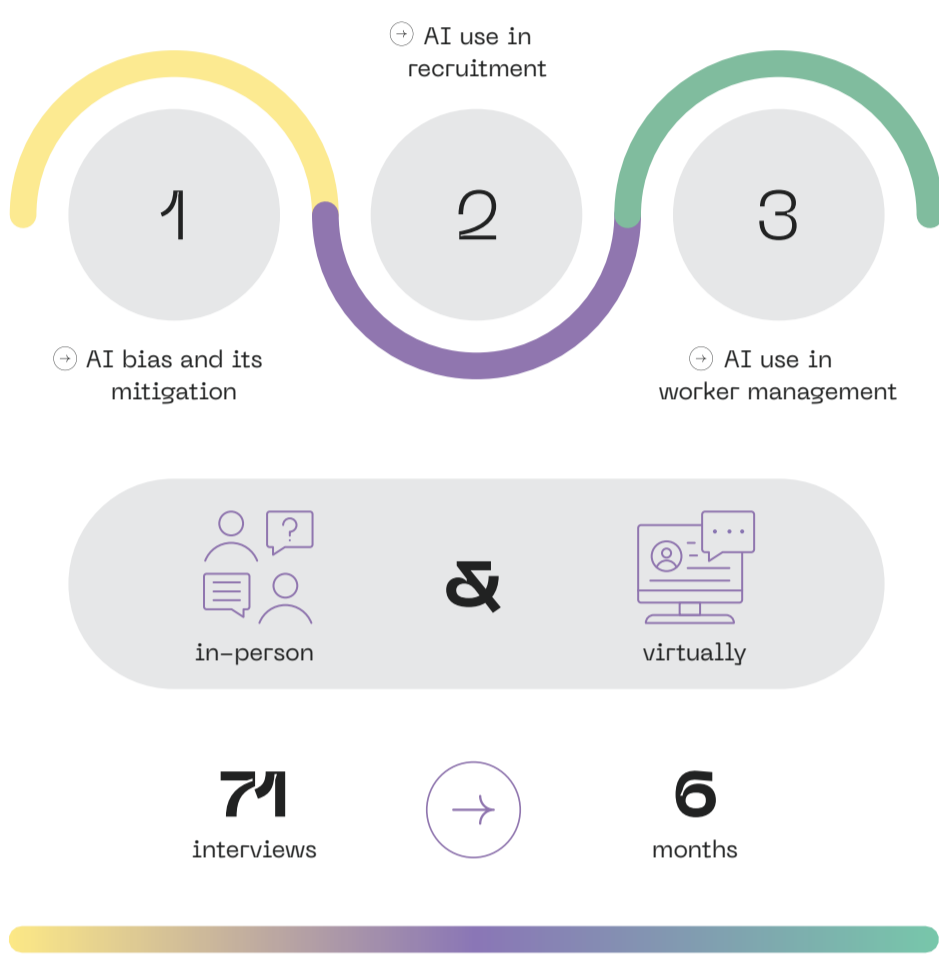 1
AI bias and its
mitigation
AI use in
recruitment
2
3
AI use in
worker management
in-person
&
virtually
71
interviews
6
months